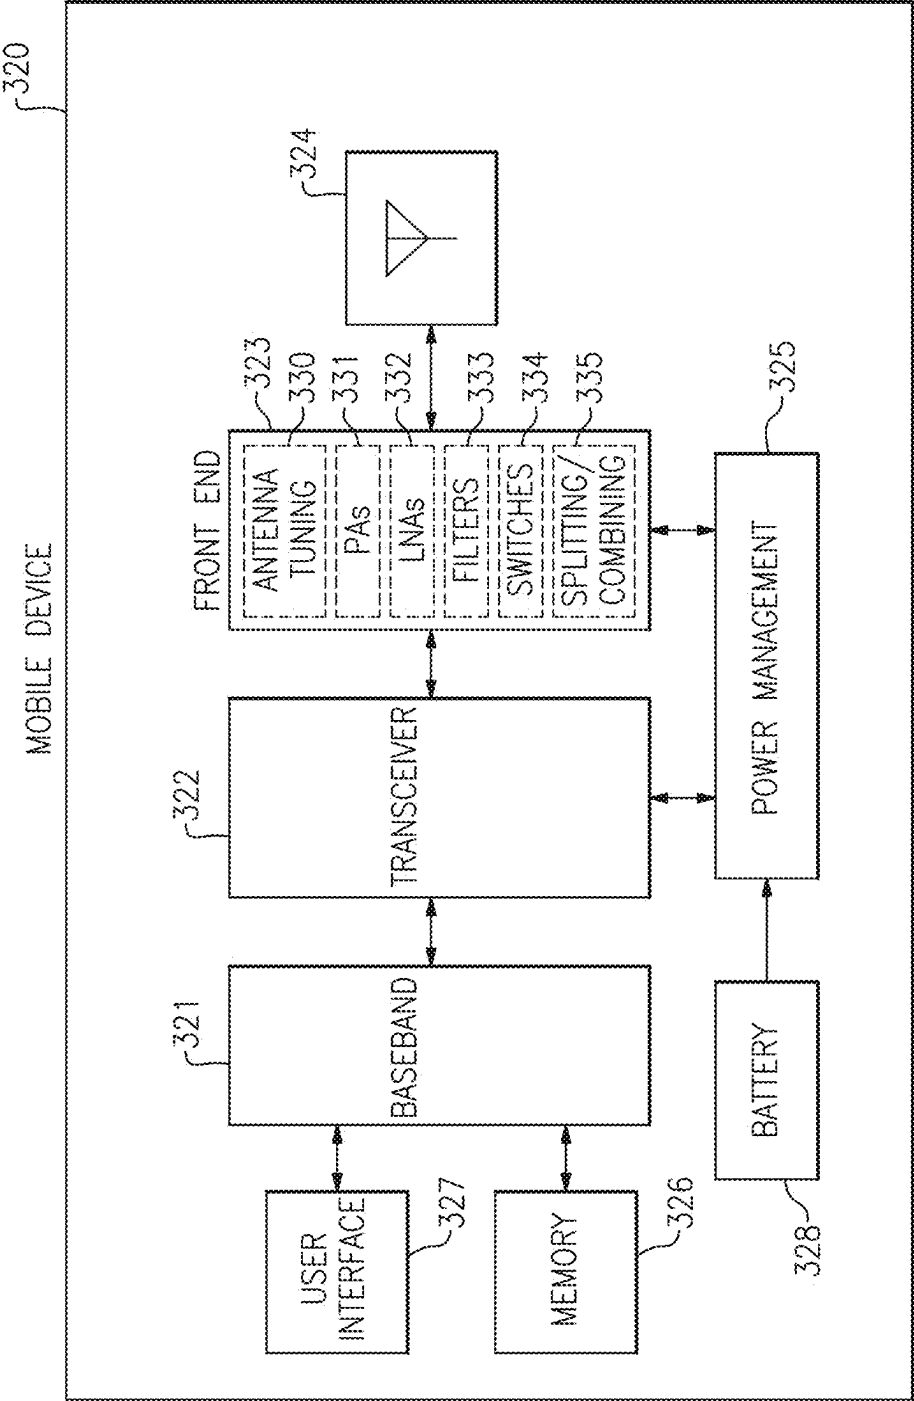 MOBILE DEVICE
320
USER
INTERFACE
327
MEMORY
326
BASEBAND
321
TRANSCEIVER
322
FRONT END
323
ANTENNA
TUNING
330
PAs
331
LNAs
332
FILTERS
333
SWITCHES
334
SPLITTING/
COMBINING
335
324
BATTERY
328
POWER MANAGEMENT
325